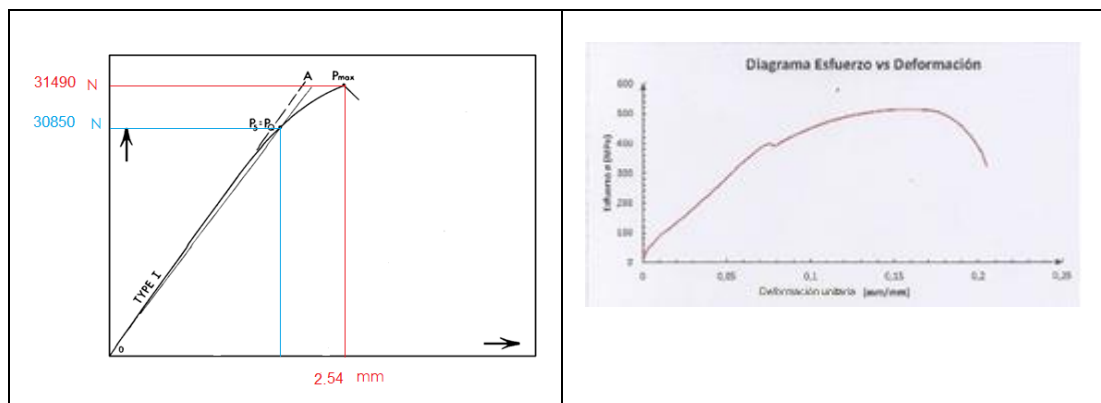 31490 N
30850 N
A
Pmax
PS=PQ
TYPE I
0
2.54 mm
Diagrama Esfuerzo vs Deformación
Esfuerzo σ [MPa]
600
500
400
300
200
100
0
0
0,05
0,1
0,15
0,2
0,25
Deformación unitaria [mm/mm]